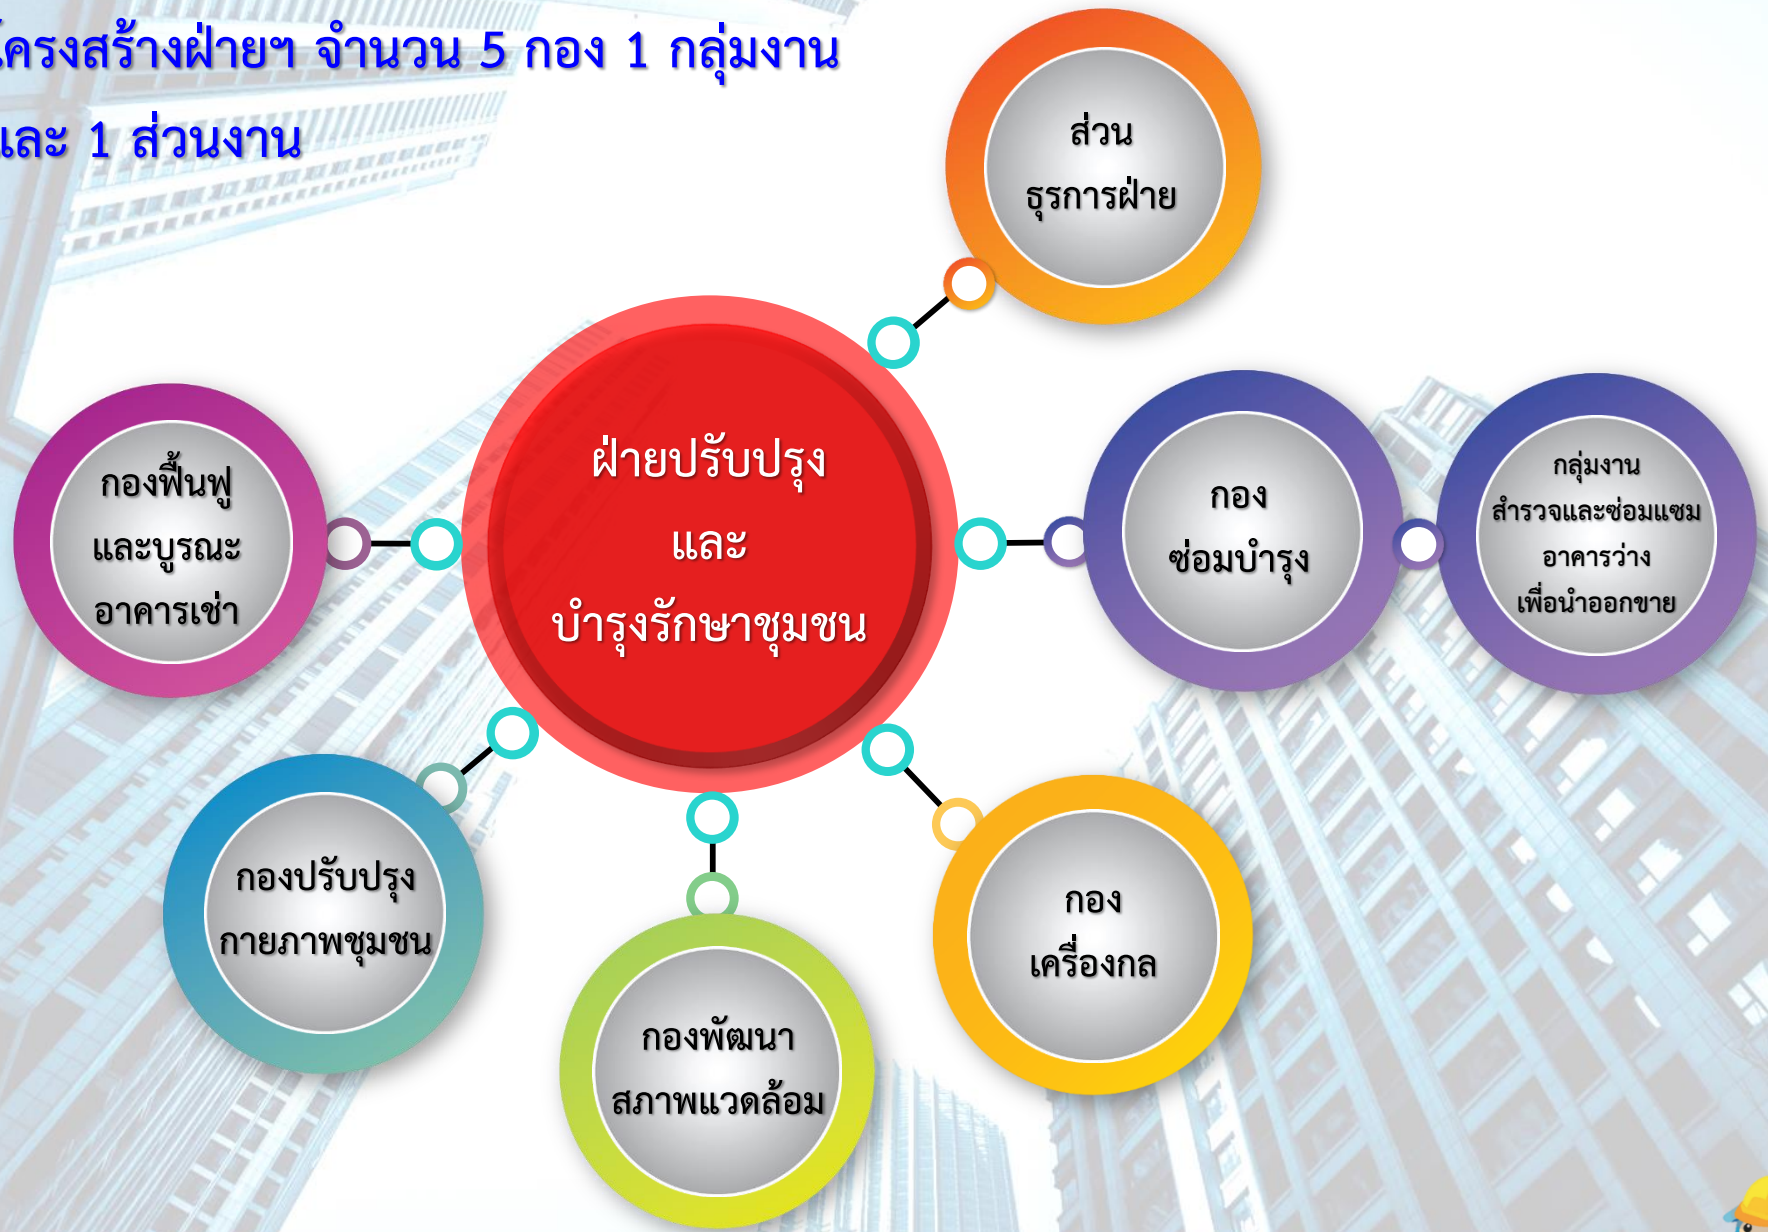 โครงสร้างฝ่ายฯ จำนวน 5 กอง 1 กลุ่มงาน
และ 1 ส่วนงาน
ส่วน
ธุรการฝ่าย
ฝ่ายปรับปรุง
และ
บำรุงรักษาชุมชน
กอง
ซ่อมบำรุง
กลุ่มงาน
สำรวจและซ่อมแซม
อาคารว่าง
เพื่อนำออกขาย
กองฟื้นฟู
และบูรณะ
อาคารเช่า
กองปรับปรุง
กายภาพชุมชน
กองพัฒนา
สภาพแวดล้อม
กอง
เครื่องกล